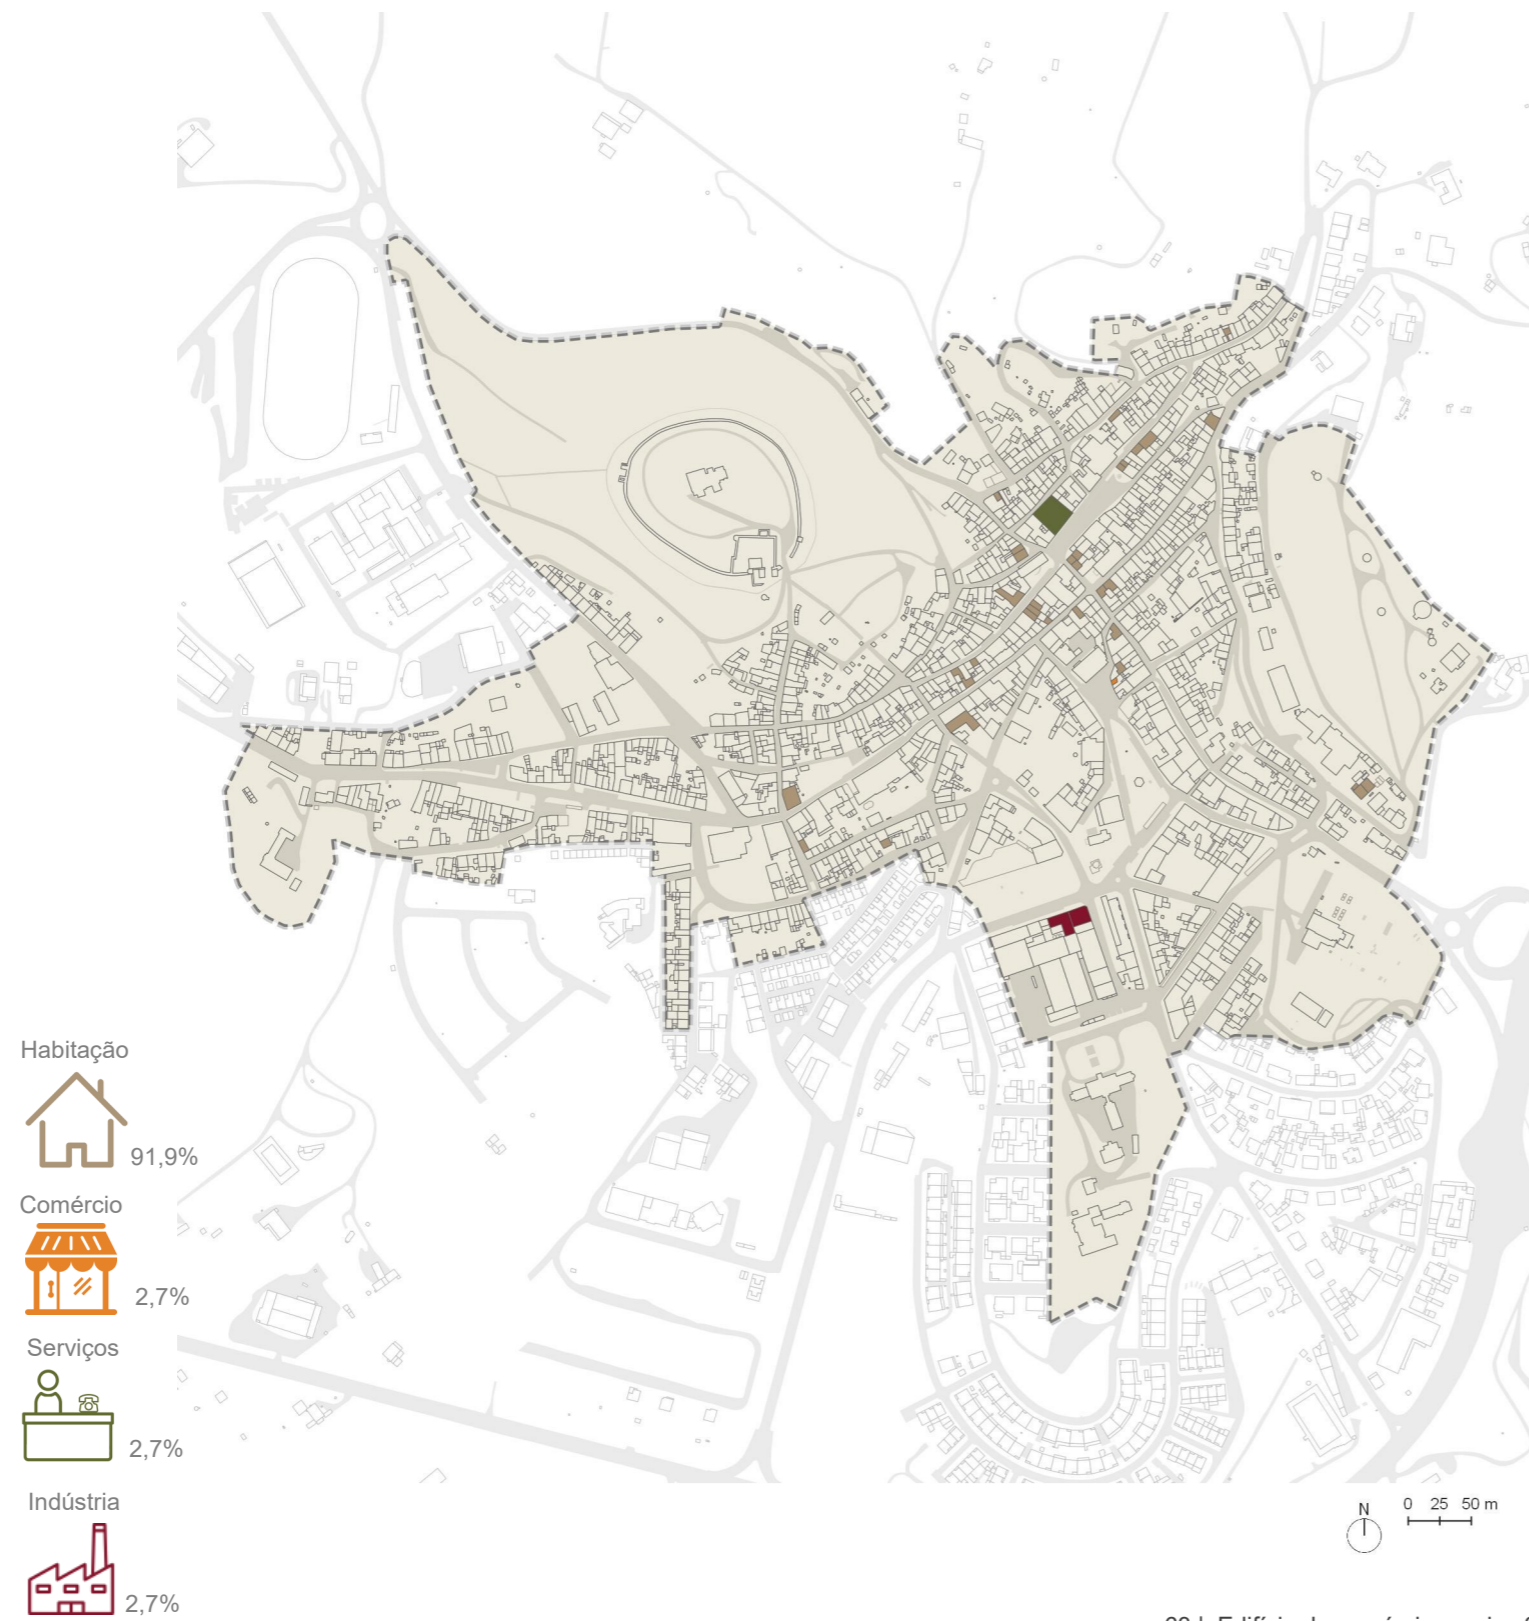 Habitação
91,9%
Comércio
2,7%
Serviços
2,7%
Indústria
2,7%
N
0 25 50 m